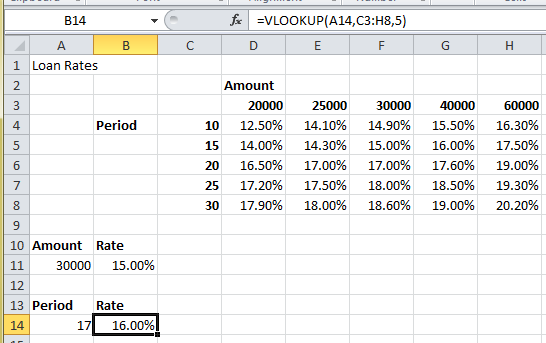 B14 fx =VLOOKUP(A14,C3:H8,5)
A B C D E F G H
1 Loan Rates
2 Amount
3 20000 25000 30000 40000 60000
4 Period 10 12.50% 14.10% 14.90% 15.50% 16.30%
5 15 14.00% 14.30% 15.00% 16.00% 17.50%
6 20 16.50% 17.00% 17.00% 17.60% 19.00%
7 25 17.20% 17.50% 18.00% 18.50% 19.30%
8 30 17.90% 18.00% 18.60% 19.00% 20.20%
9
10 Amount Rate
11 30000 15.00%
12
13 Period Rate
14 17 16.00%